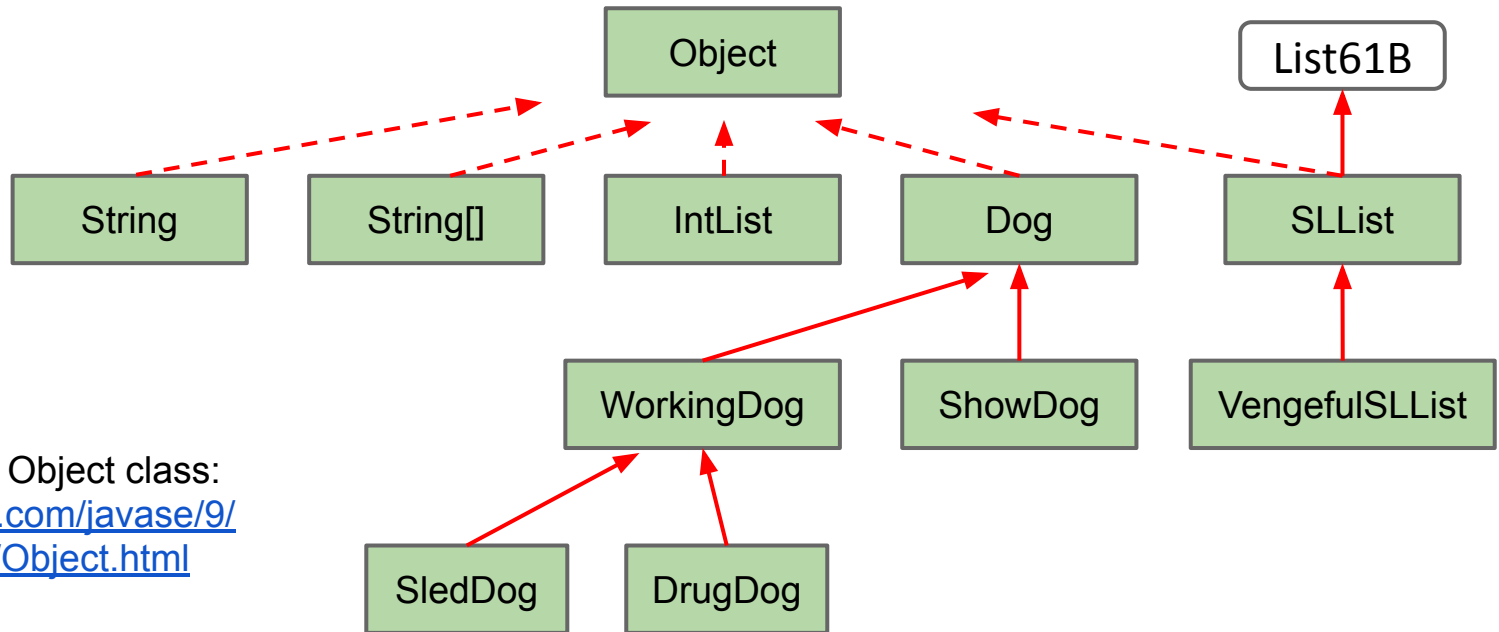 Object
List61B
String
String[]
IntList
Dog
SLList
WorkingDog
ShowDog
VengefulSLList
Object class:
.com/javase/9/
/Object.html
SledDog
DrugDog